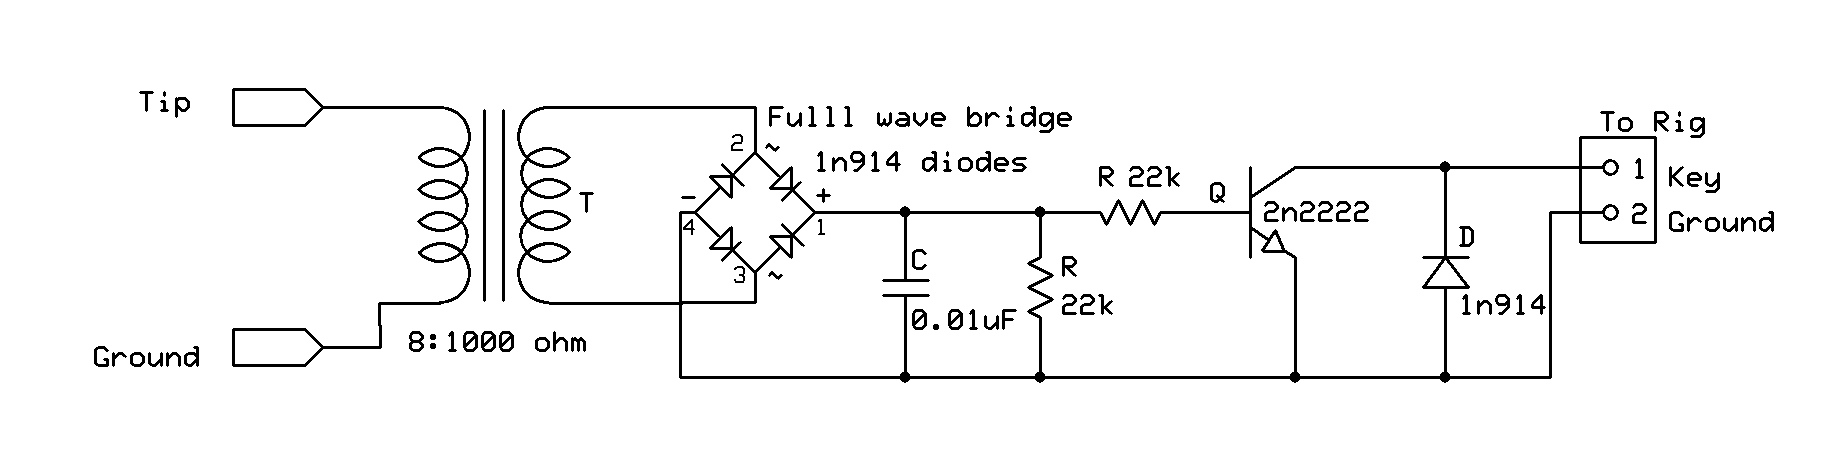 Tip
Ground
8:1000 ohm
T
Fulll wave bridge
1n914 diodes
2
~
-
4
+
1
3
~
C
0.01uF
R
22k
R 22k
Q
2n2222
D
1n914
To Rig
1
Key
2
Ground